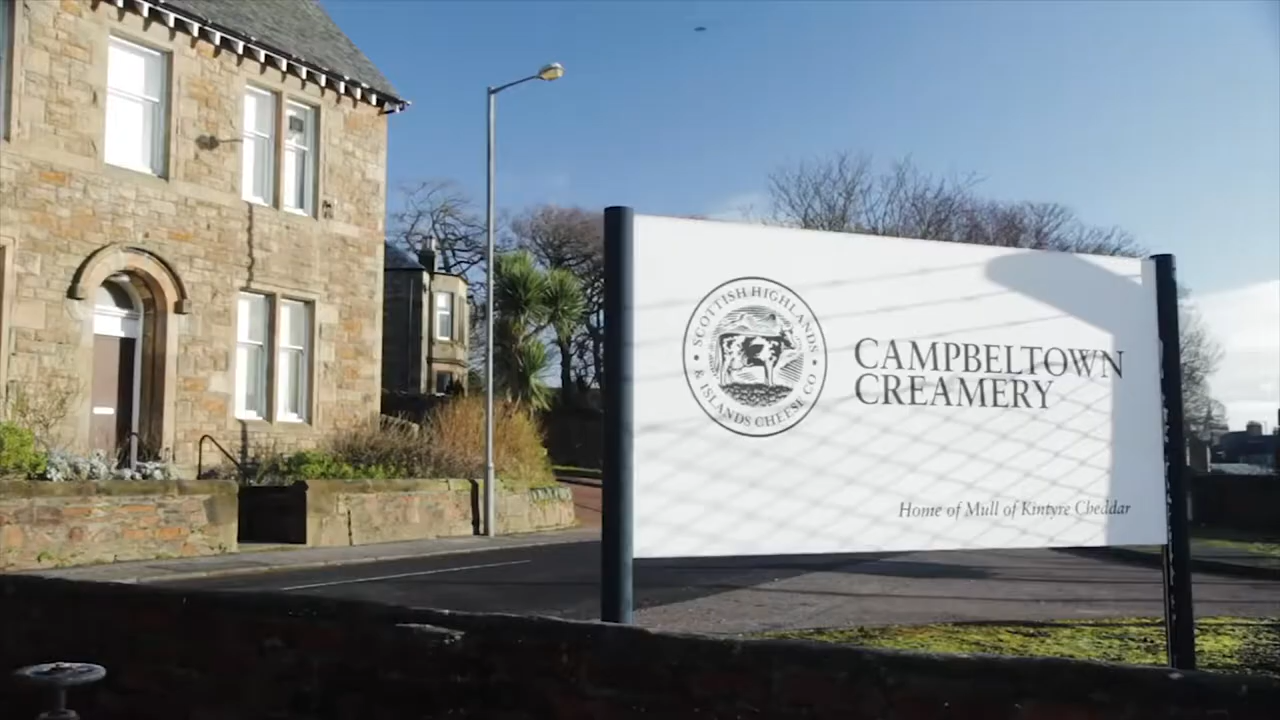 SCOTTISH HIGHLANDS
& ISLANDS CHEESE CO
CAMPBELTOWN
CREAMERY
Home of Mull of Kintyre Cheddar